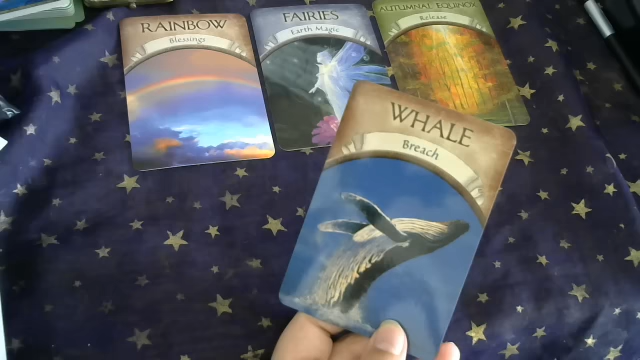 RAINBOW
Blessings
FAIRIES
Earth Magic
AUTUMNAL EQUINOX
Release
WHALE
Breach